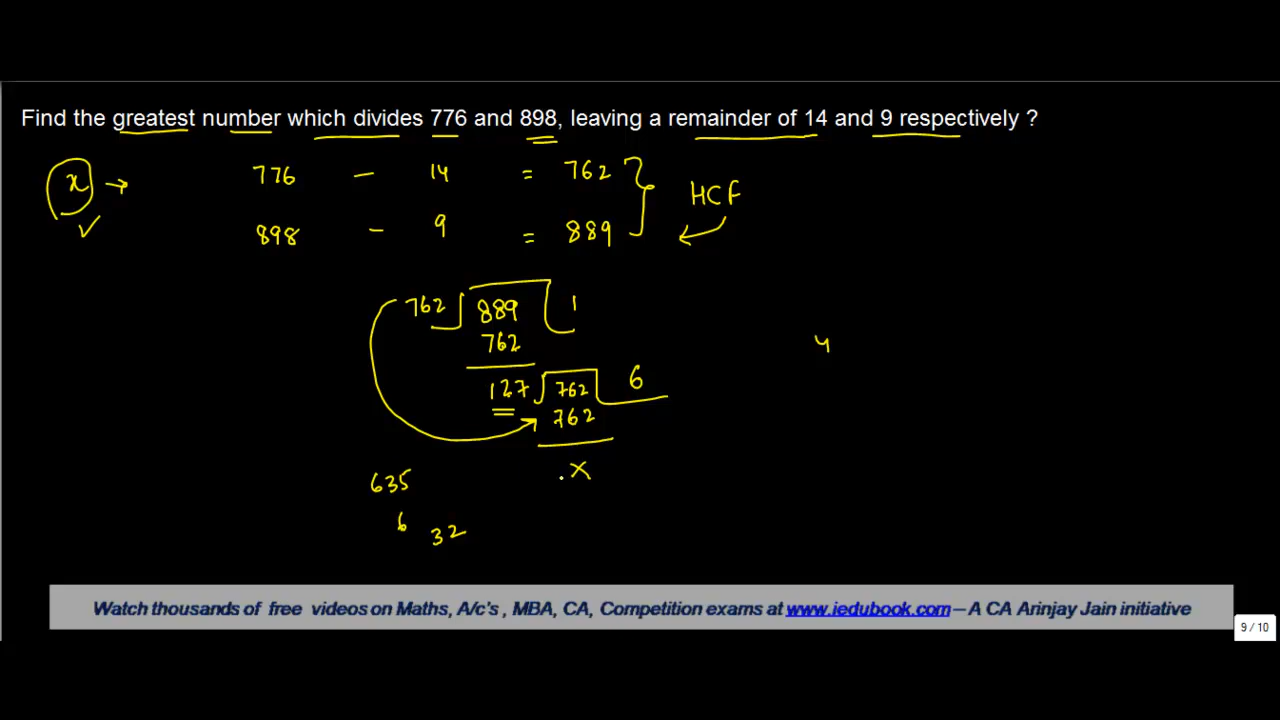 Find the greatest number which divides 776 and 898, leaving a remainder of 14 and 9 respectively ?
x → 776 – 14 = 762
HCF
898 – 9 = 889
762 889 1
762
127 762 6
762
x
635
6 32
4
Watch thousands of free videos on Maths, A/c's , MBA, CA, Competition exams at www.iedubook.com – A CA Arinjay Jain initiative
9 / 10